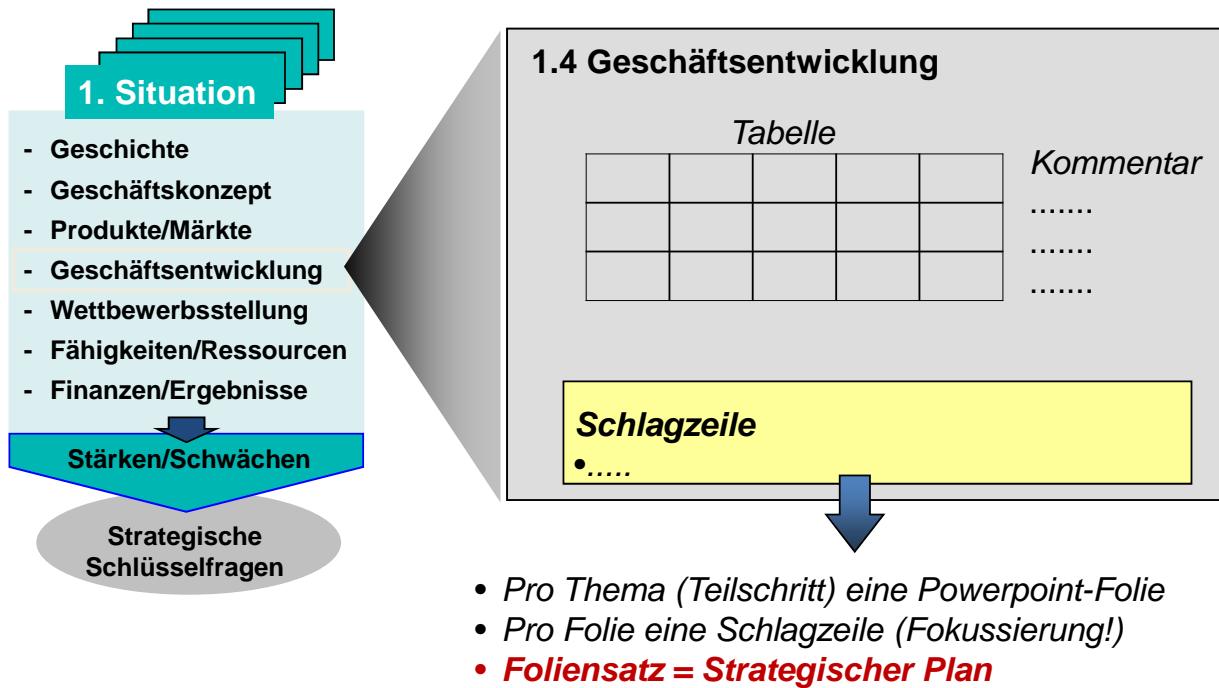 1. Situation
- Geschichte
- Geschäftskonzept
- Produkte/Märkte
- Geschäftsentwicklung
- Wettbewerbsstellung
- Fähigkeiten/Ressourcen
- Finanzen/Ergebnisse
Stärken/Schwächen
Strategische
Schlüsselfragen
1.4 Geschäftsentwicklung
Tabelle
Kommentar
.......
.......
.......
Schlagzeile
•.....
• Pro Thema (Teilschritt) eine Powerpoint-Folie
• Pro Folie eine Schlagzeile (Fokussierung!)
• Foliensatz = Strategischer Plan